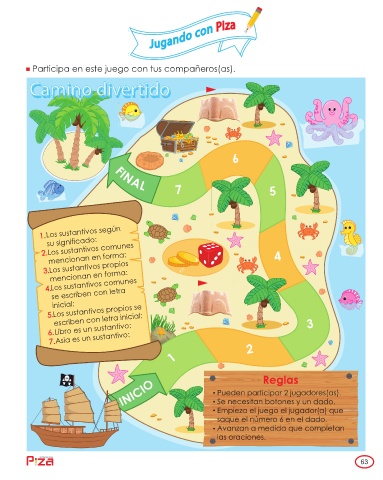 Jugando con Piza
Participa en este juego con tus compañeros(as).
Camino divertido
FINAL
7
6
5
4
3
2
1
INICIO
1.Los sustantivos según
su significado:
2.Los sustantivos comunes
mencionan en forma:
3.Los sustantivos propios
mencionan en forma:
4.Los sustantivos comunes
se escriben con letra
inicial:
5.Los sustantivos propios se
escriben con letra inicial:
6.Libro es un sustantivo:
7.Asia es un sustantivo:
Reglas
• Pueden participar 2 jugadores(as)
• Se necesitan botones y un dado.
• Empieza el juego el jugador(a) que
saque el número 6 en el dado.
• Avanzan a medida que completan
las oraciones.
Piza
63